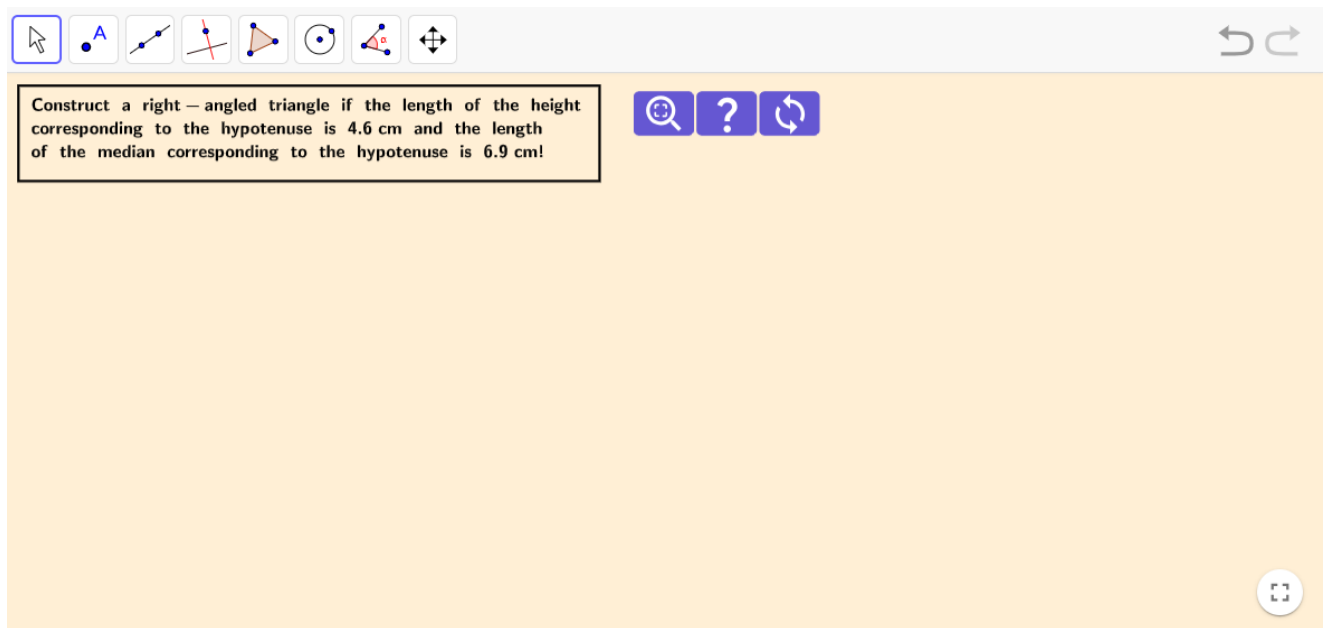 A
α
Construct a right – angled triangle if the length of the height
corresponding to the hypotenuse is 4.6 cm and the length
of the median corresponding to the hypotenuse is 6.9 cm!
?